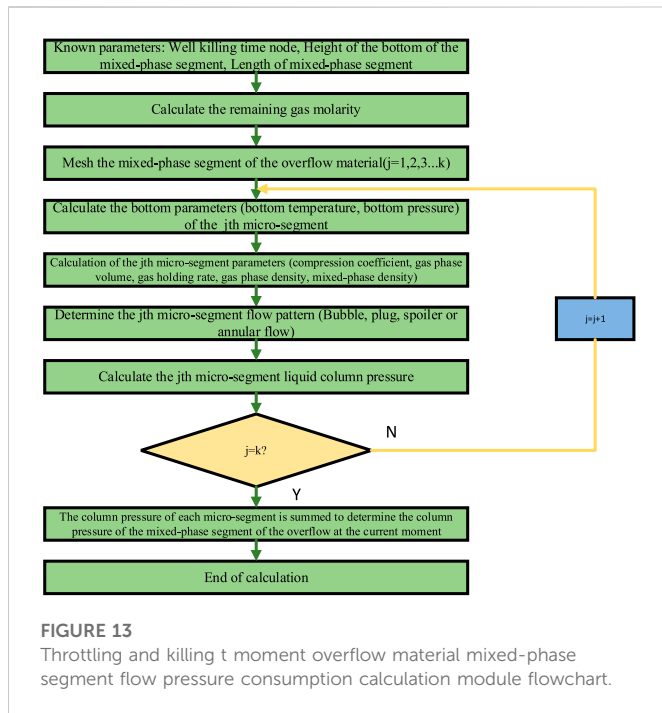 Known parameters: Well killing time node, Height of the bottom of the
mixed-phase segment, Length of mixed-phase segment
Calculate the remaining gas molarity
Mesh the mixed-phase segment of the overflow material(j=1,2,3...k)
Calculate the bottom parameters (bottom temperature, bottom pressure)
of the jth micro-segment
Calculation of the jth micro-segment parameters (compression coefficient, gas phase
volume, gas holding rate, gas phase density, mixed-phase density)
Determine the jth micro-segment flow pattern (Bubble, plug, spoiler or
annular flow)
j=j+1
Calculate the jth micro-segment liquid column pressure
j=k?
N
Y
The column pressure of each micro-segment is summed to determine the column
pressure of the mixed-phase segment of the overflow at the current moment
End of calculation
FIGURE 13
Throttling and killing t moment overflow material mixed-phase
segment flow pressure consumption calculation module flowchart.